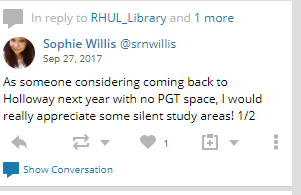 In reply to RHUL_Library and 1 more
Sophie Willis @srnwillis
Sep 27, 2017
As someone considering coming back to
Holloway next year with no PGT space, I would
really appreciate some silent study areas! 1/2
1
Show Conversation